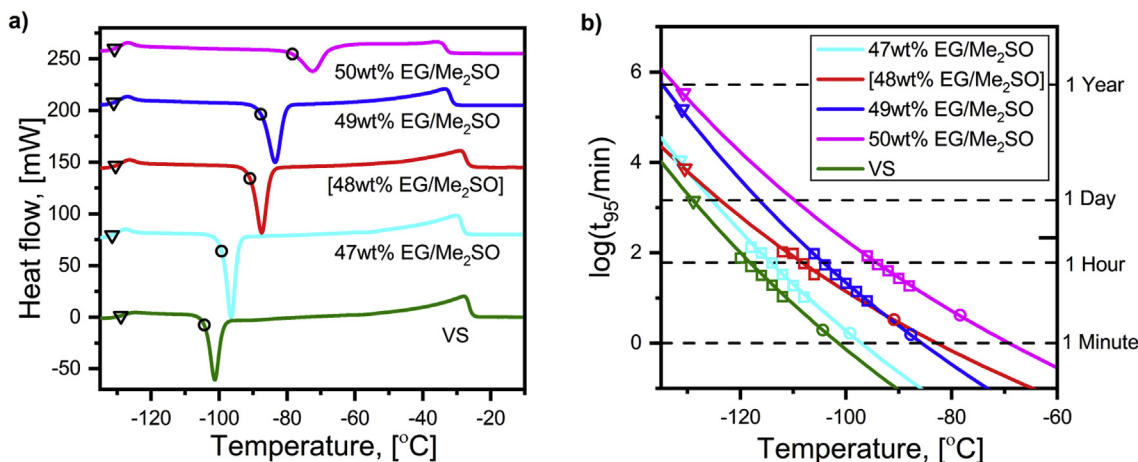 a)
Heat flow, [mW]
250
200
150
100
50
0
-50
50wt% EG/Me₂SO
49wt% EG/Me₂SO
[48wt% EG/Me₂SO]
47wt% EG/Me₂SO
VS
-120 -100 -80 -60 -40 -20
Temperature, [°C]
b)
log(t₉₅/min)
6
4
2
0
47wt% EG/Me₂SO
[48wt% EG/Me₂SO]
49wt% EG/Me₂SO
50wt% EG/Me₂SO
VS
1 Year
1 Day
1 Hour
1 Minute
-120 -100 -80 -60
Temperature, [°C]